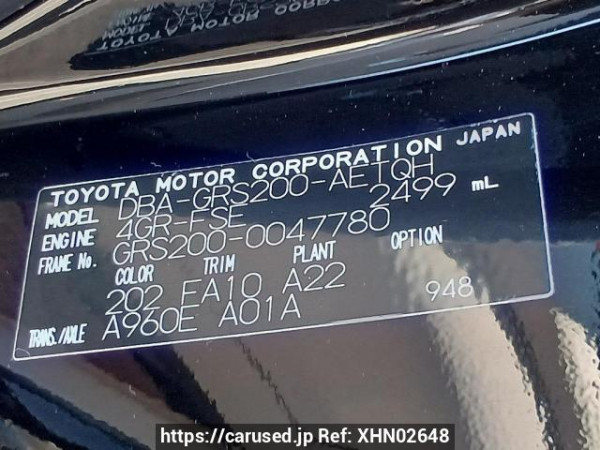 TOYOTA MOTOR CORPORATION JAPAN
MODEL DBA-GRS200-AETQH
ENGINE 4GR-FSE 2499 mL
FRAME No. GRS200-0047780
COLOR TRIM PLANT OPTION
202 FA10 A22 948
TRANS./AXLE A960E A01A
https://carused.jp Ref: XHN02648